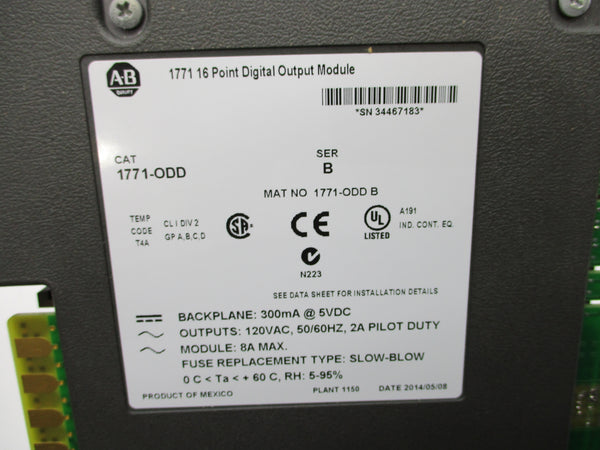 A-B
QUALITY
1771 16 Point Digital Output Module
*SN 34467183*
CAT
1771-ODD
SER
B
MAT NO 1771-ODD B
TEMP
CODE
T4A
CL I DIV 2
GP A,B,C,D
SA
CE
UL
LISTED
A191
IND. CONT. EQ.
N223
SEE DATA SHEET FOR INSTALLATION DETAILS
BACKPLANE: 300mA @ 5VDC
OUTPUTS: 120VAC, 50/60HZ, 2A PILOT DUTY
MODULE: 8A MAX.
FUSE REPLACEMENT TYPE: SLOW-BLOW
0 C < Ta < + 60 C, RH: 5-95%
PRODUCT OF MEXICO
PLANT 1150
DATE 2014/05/08